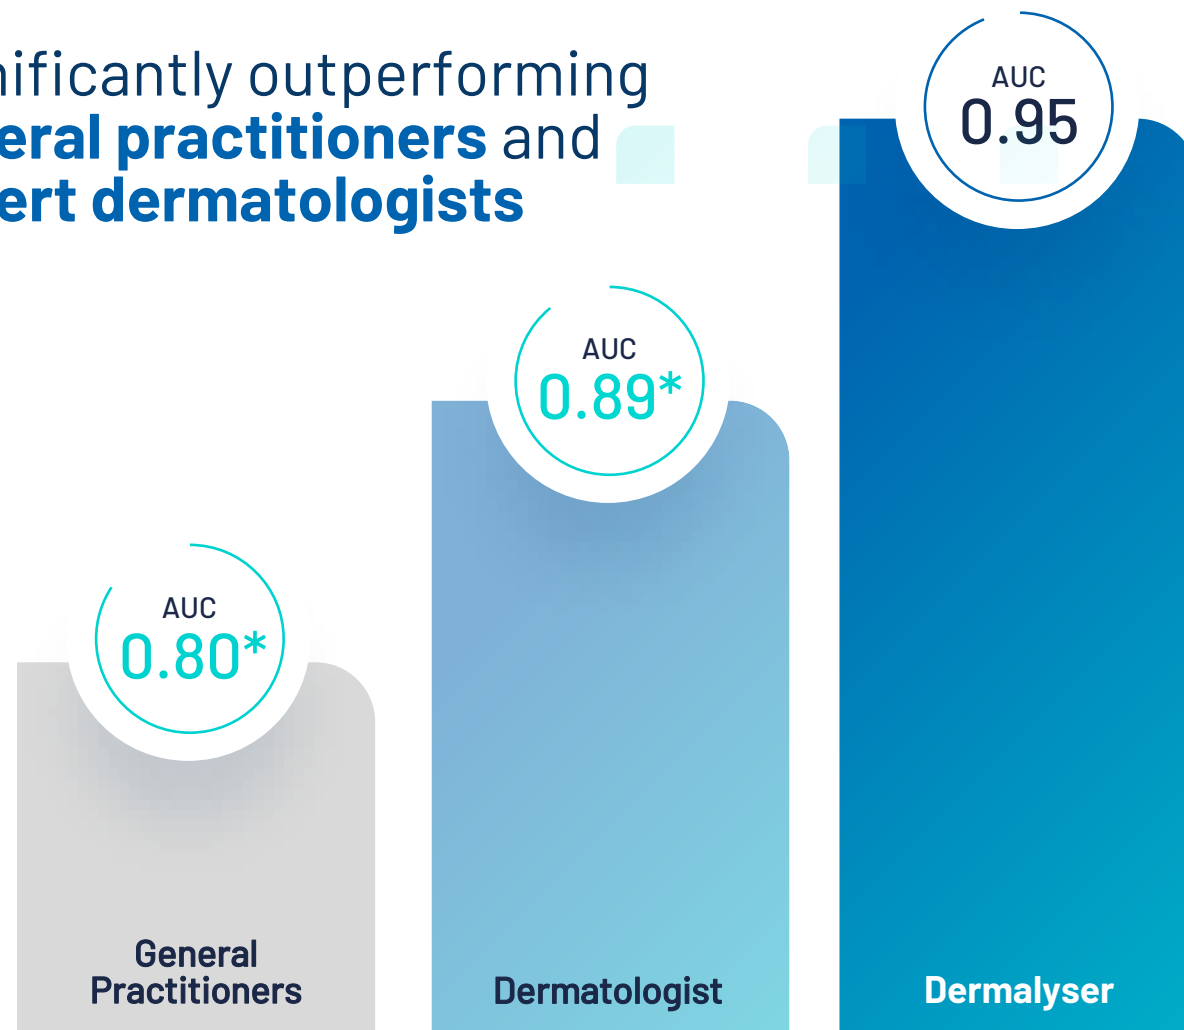 nificantly outperforming
eral practitioners and
ert dermatologists
AUC
0.95
AUC
0.89*
AUC
0.80*
General
Practitioners
Dermatologist
Dermalyser